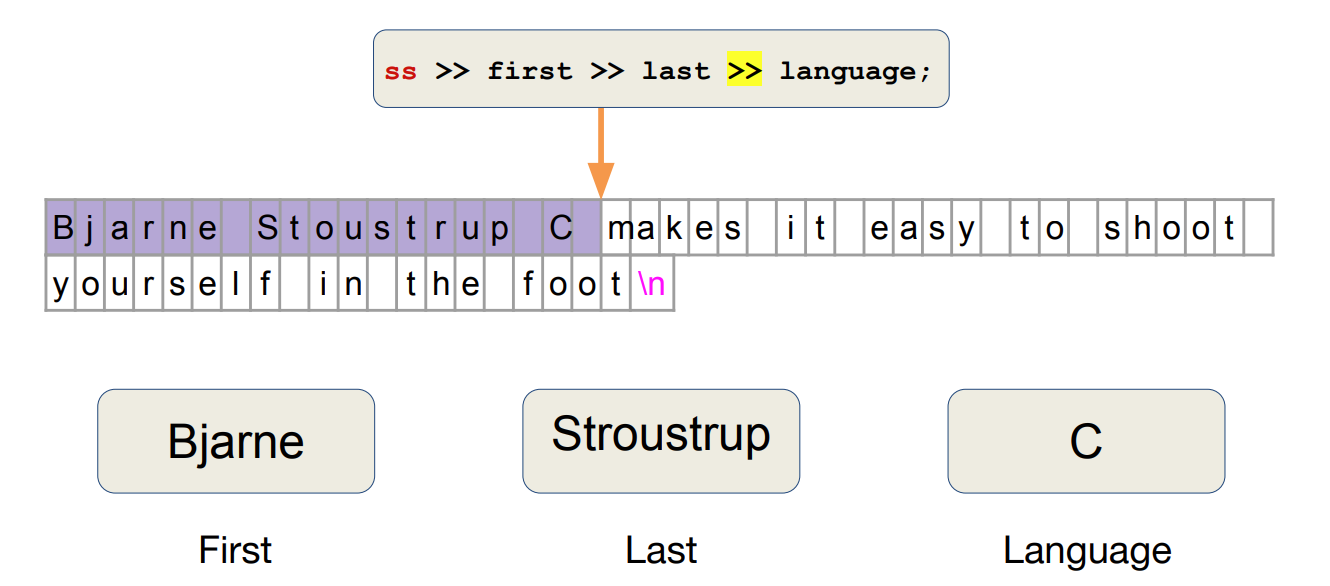 ss >> first >> last >> language;
Bjarne Stoustrup C makes it easy to shoot
yourself in the foot\n
Bjarne Stroustrup C
First Last Language